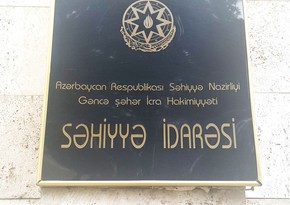 Azərbaycan Respublikası Səhiyyə Nazirliyi
Gəncə şəhər İcra Hakimiyyəti
SƏHİYYƏ İDARƏSİ